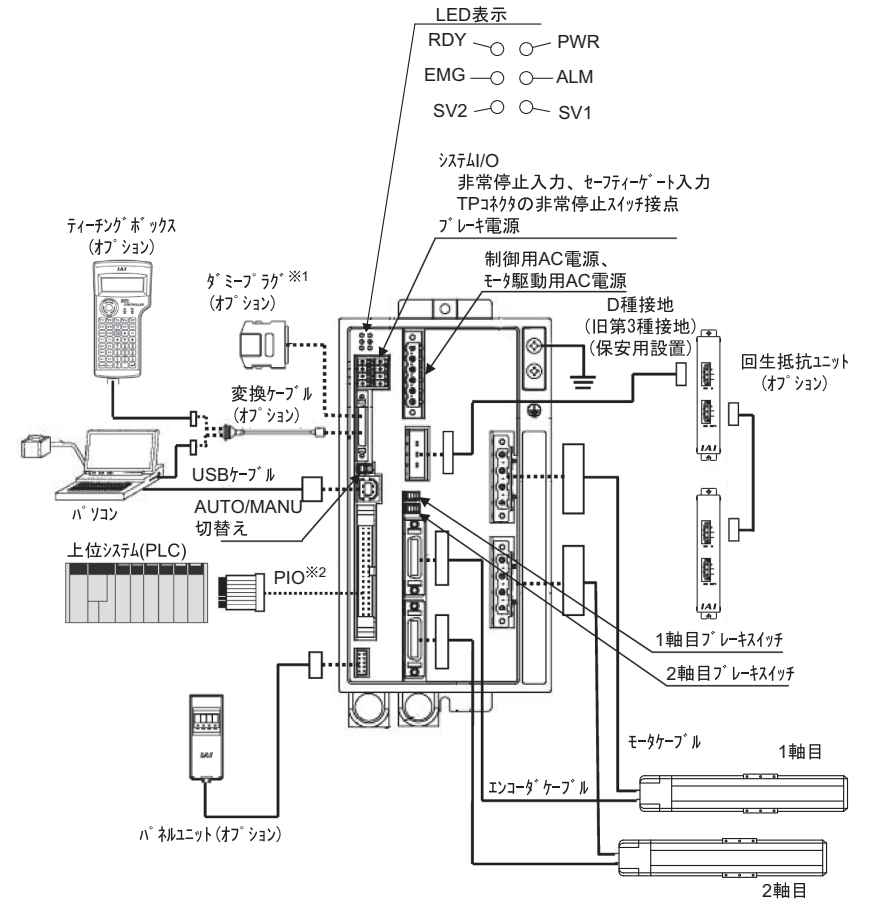 LED表示
RDY
PWR
EMG
ALM
SV2
SV1
システムI/O
非常停止入力、セーフティーゲート入力
TPコネクタの非常停止スイッチ接点
ブレーキ電源
ティーチングボックス
(オプション)
ダミープラグ※1
(オプション)
制御用AC電源、
モータ駆動用AC電源
D種接地
(旧第3種接地)
(保安用設置)
回生抵抗ユニット
(オプション)
変換ケーブル
(オプション)
USBケーブル
パソコン
AUTO/MANU
切替え
上位システム(PLC)
PIO※2
1軸目ブレーキスイッチ
2軸目ブレーキスイッチ
モータケーブル
1軸目
エンコーダケーブル
パネルユニット(オプション)
2軸目
IAI
IAI
IAI
IAI